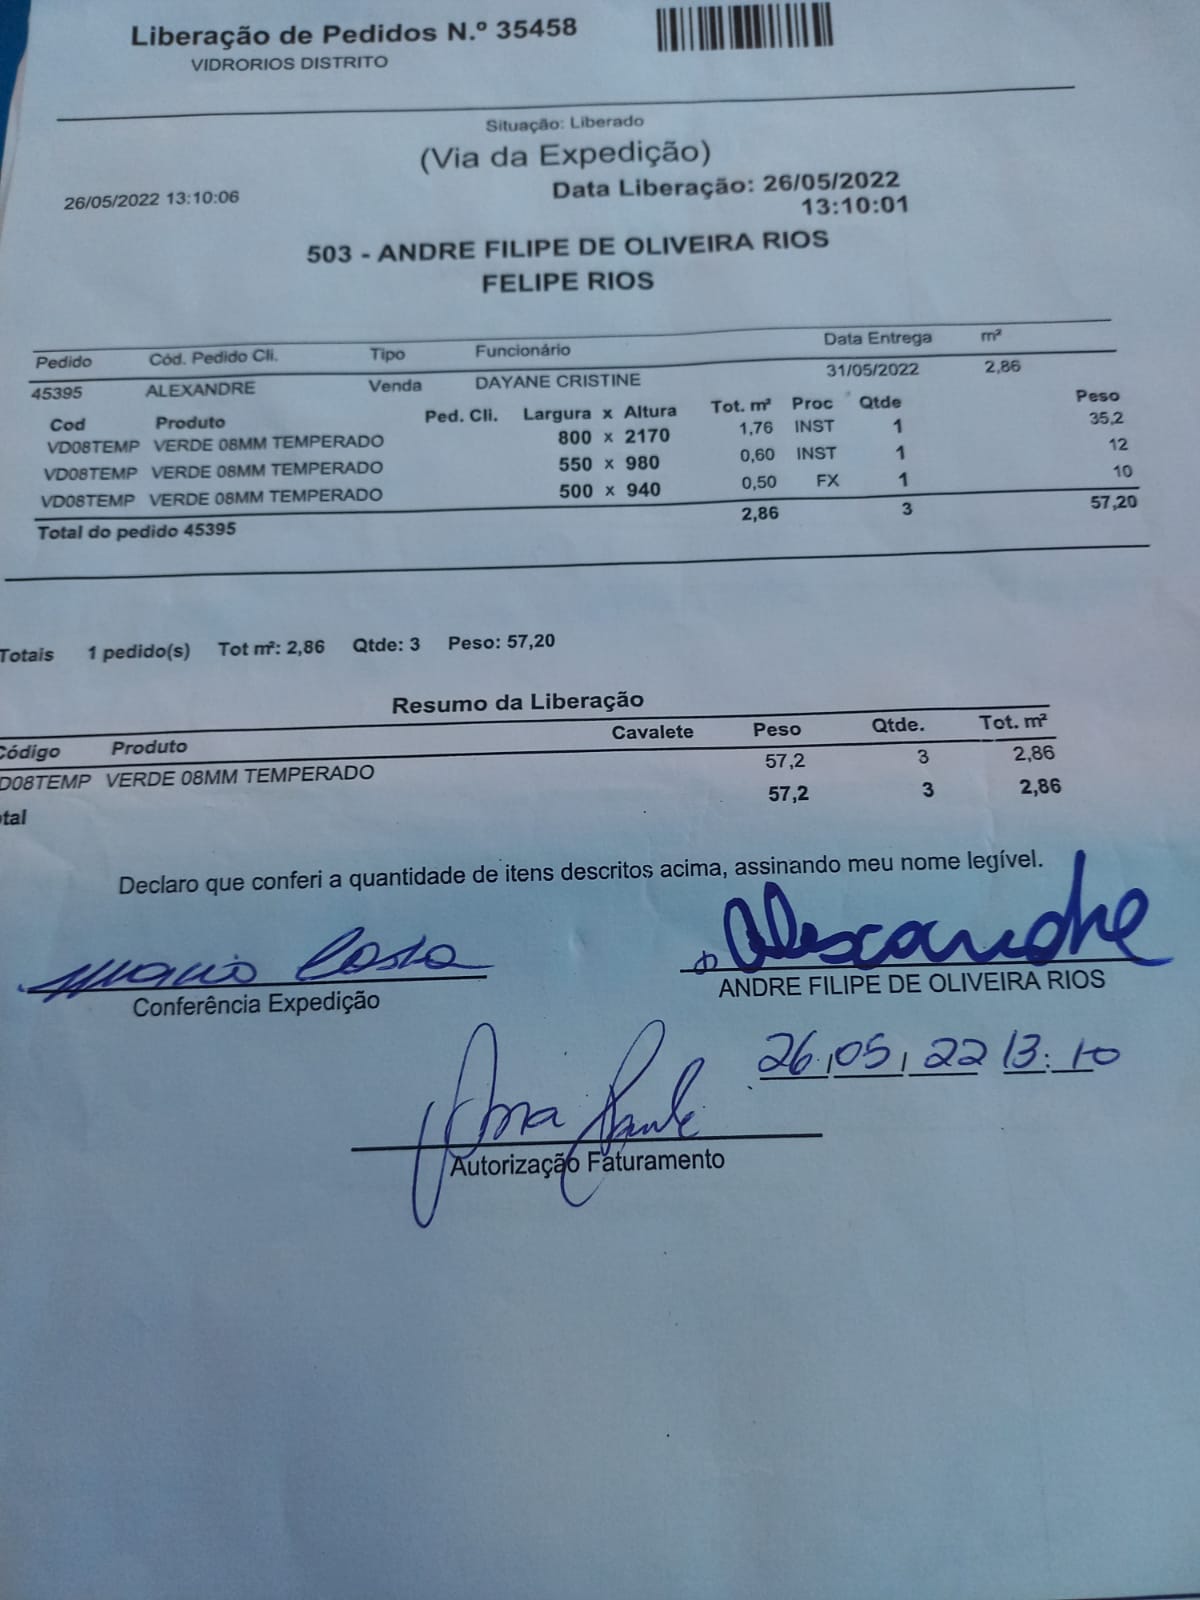 Liberação de Pedidos N.º 35458
VIDRORIOS DISTRITO
Situação: Liberado
(Via da Expedição)
26/05/2022 13:10:06
Data Liberação: 26/05/2022
13:10:01
503 - ANDRE FILIPE DE OLIVEIRA RIOS
FELIPE RIOS
Pedido Cód. Pedido Cli. Tipo Funcionário Data Entrega m²
45395 ALEXANDRE Venda DAYANE CRISTINE 31/05/2022 2,86
Cod Produto Ped. Cli. Largura x Altura Tot. m² Proc Qtde Peso
VD08TEMP VERDE 08MM TEMPERADO 800 x 2170 1,76 INST 1 35,2
VD08TEMP VERDE 08MM TEMPERADO 550 x 980 0,60 INST 1 12
VD08TEMP VERDE 08MM TEMPERADO 500 x 940 0,50 FX 1 10
Total do pedido 45395 2,86 3 57,20
Totais 1 pedido(s) Tot m²: 2,86 Qtde: 3 Peso: 57,20
Resumo da Liberação
Código Produto Cavalete Peso Qtde. Tot. m²
D08TEMP VERDE 08MM TEMPERADO 57,2 3 2,86
otal 57,2 3 2,86
Declaro que conferi a quantidade de itens descritos acima, assinando meu nome legível.
Costa Alexandre
Conferência Expedição ANDRE FILIPE DE OLIVEIRA RIOS
26/05/22 13:10
Ana
Autorização Faturamento